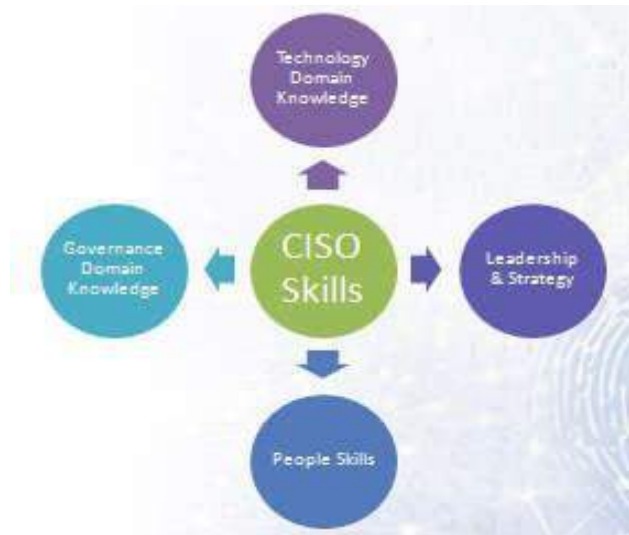 Technology
Domain
Knowledge
Governance
Domain
Knowledge
CISO
Skills
Leadership
& Strategy
People Skills